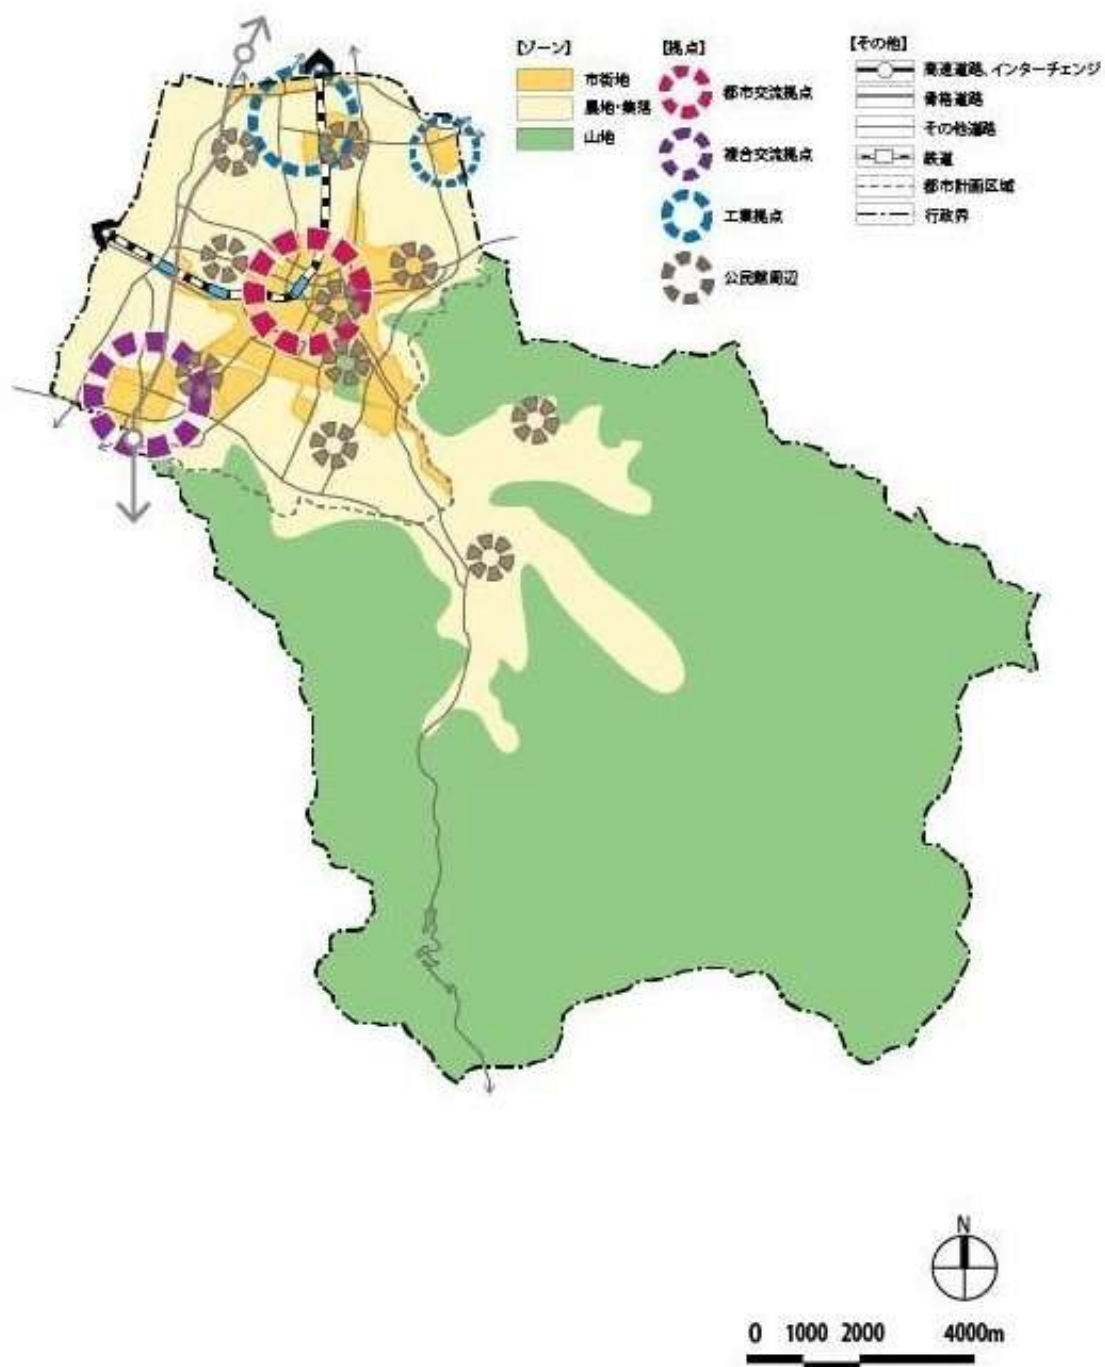 【ゾーン】
市街地
農地・集落
山地
【拠点】
都市交流拠点
複合交流拠点
工業拠点
公民館周辺
【その他】
高速道路、インターチェンジ
骨格道路
その他道路
鉄道
都市計画区域
行政界
N
0 1000 2000 4000m